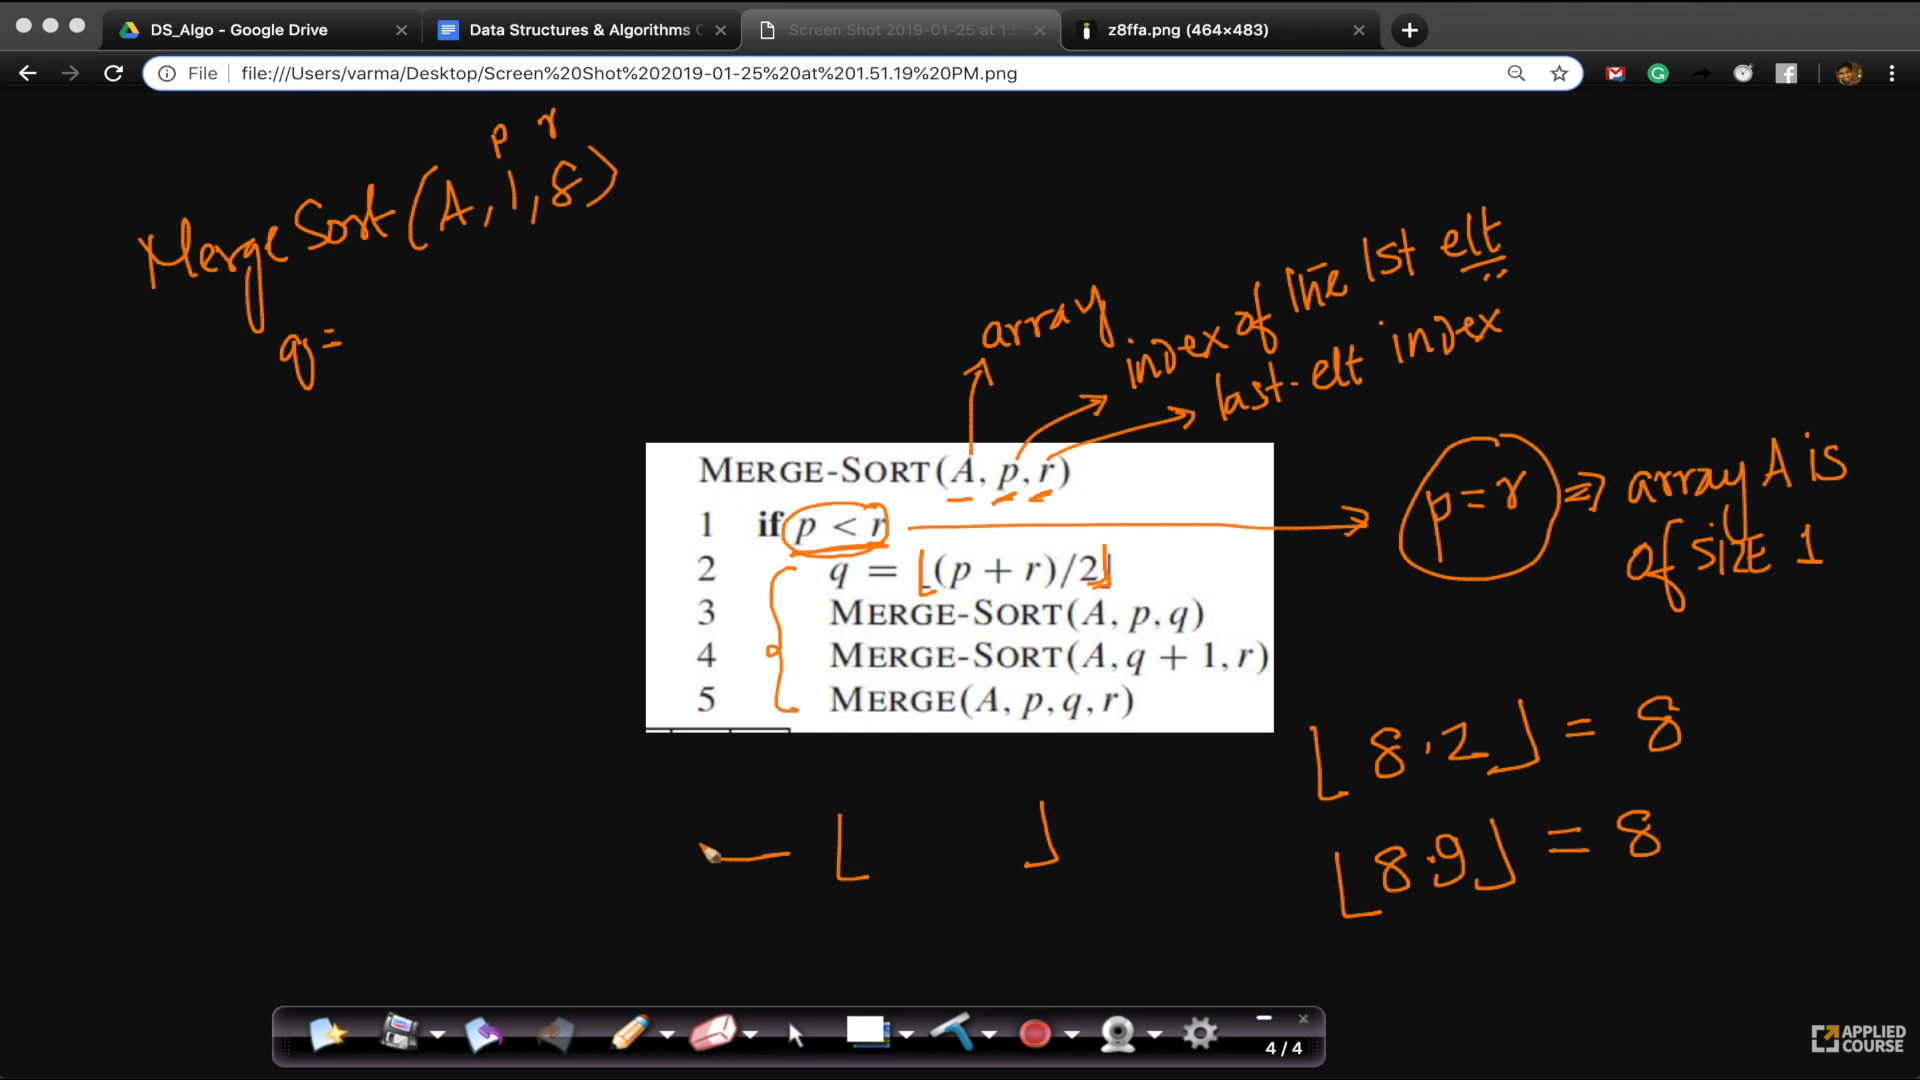 DS_Algo - Google Drive
Data Structures & Algorithms C
Screen Shot 2019-01-25 at 1.5
z8ffa.png (464×483)
File
file:///Users/varma/Desktop/Screen%20Shot%202019-01-25%20at%201.51.19%20PM.png
p r
MergeSort(A,1,8)
q=
array
index of the 1st elt
last-elt index
MERGE-SORT(A, p, r)
1 if p < r
2 q = ⌊(p + r)/2⌋
3 MERGE-SORT(A, p, q)
4 MERGE-SORT(A, q + 1, r)
5 MERGE(A, p, q, r)
p=r ⇒ array A is
of size 1
⌊8.2⌋ = 8
⌊8.9⌋ = 8
⌊ ⌋
4 / 4
APPLIED
COURSE